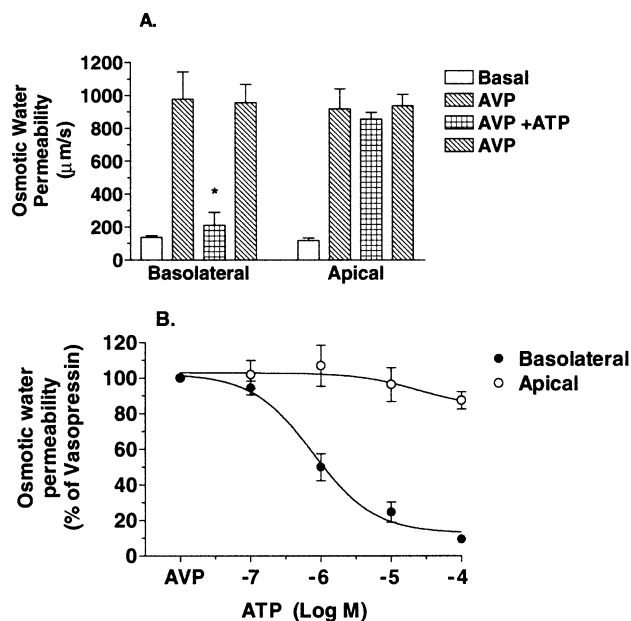 A.
Osmotic Water
Permeability
(μm/s)
1200
1000
800
600
400
200
0
*
Basolateral
Apical
Basal
AVP
AVP +ATP
AVP
B.
Osmotic water
permeability
(% of Vasopressin)
120
100
80
60
40
20
0
AVP
-7
-6
-5
-4
ATP (Log M)
Basolateral
Apical